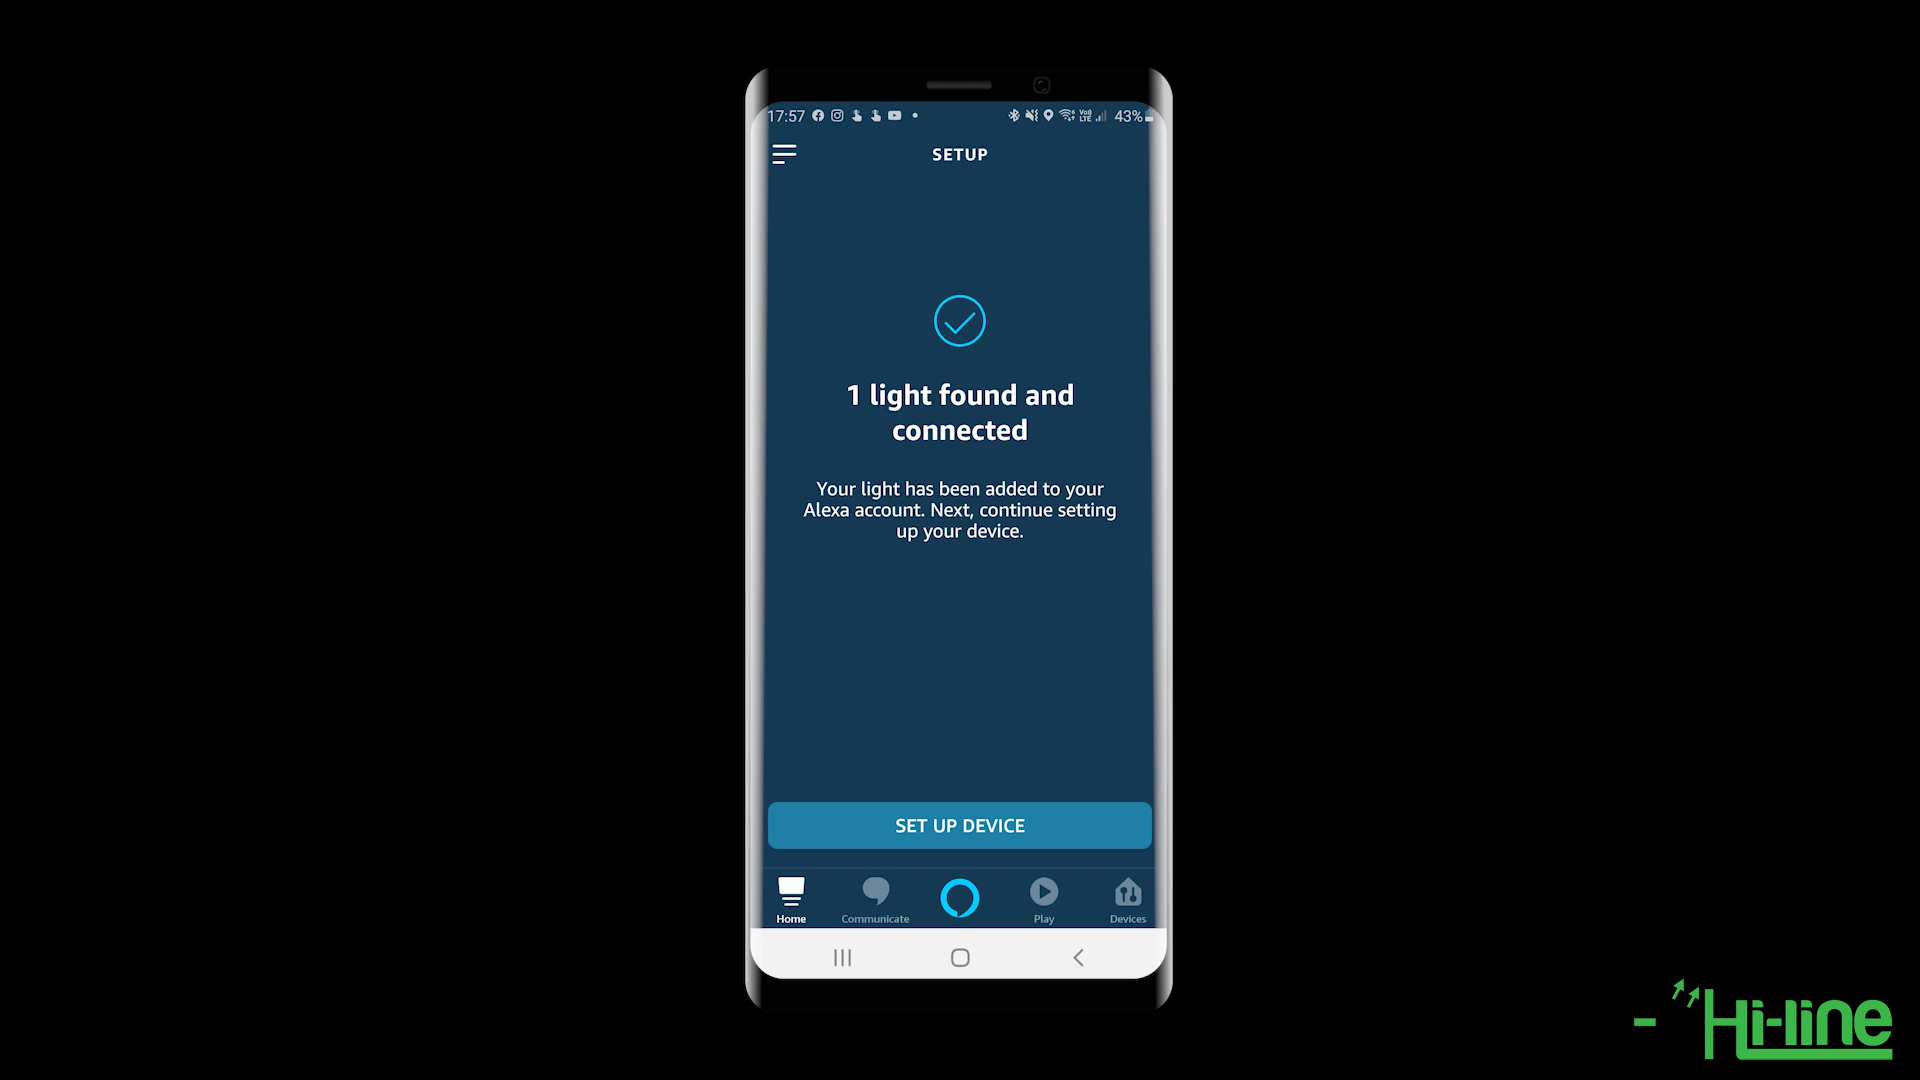 17:57 43%
SETUP
1 light found and
connected
Your light has been added to your
Alexa account. Next, continue setting
up your device.
SET UP DEVICE
Home Communicate Play Devices
Hi-line